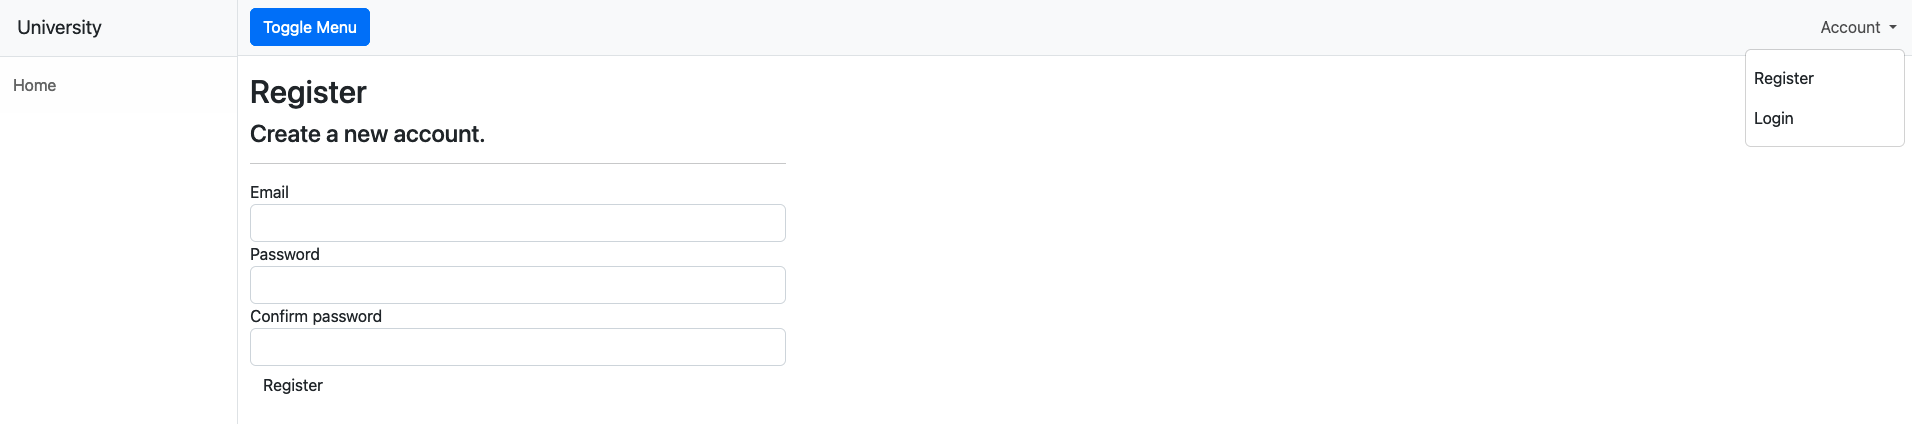 University
Toggle Menu
Account
Home
Register
Login
Register
Create a new account.
Email
Password
Confirm password
Register